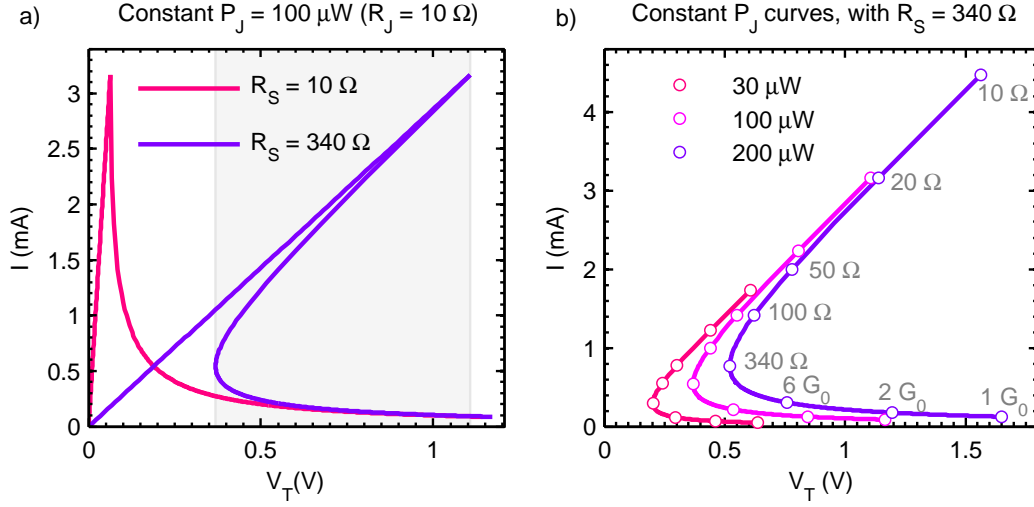 a)
Constant P_J = 100 μW (R_J = 10 Ω)
R_S = 10 Ω
R_S = 340 Ω
3
2.5
2
1.5
1
0.5
0
I (mA)
0
0.5
1
V_T(V)
b)
Constant P_J curves, with R_S = 340 Ω
30 μW
100 μW
200 μW
10 Ω
20 Ω
50 Ω
100 Ω
340 Ω
6 G_0
2 G_0
1 G_0
4
3
2
1
0
I (mA)
0
0.5
1
1.5
V_T (V)